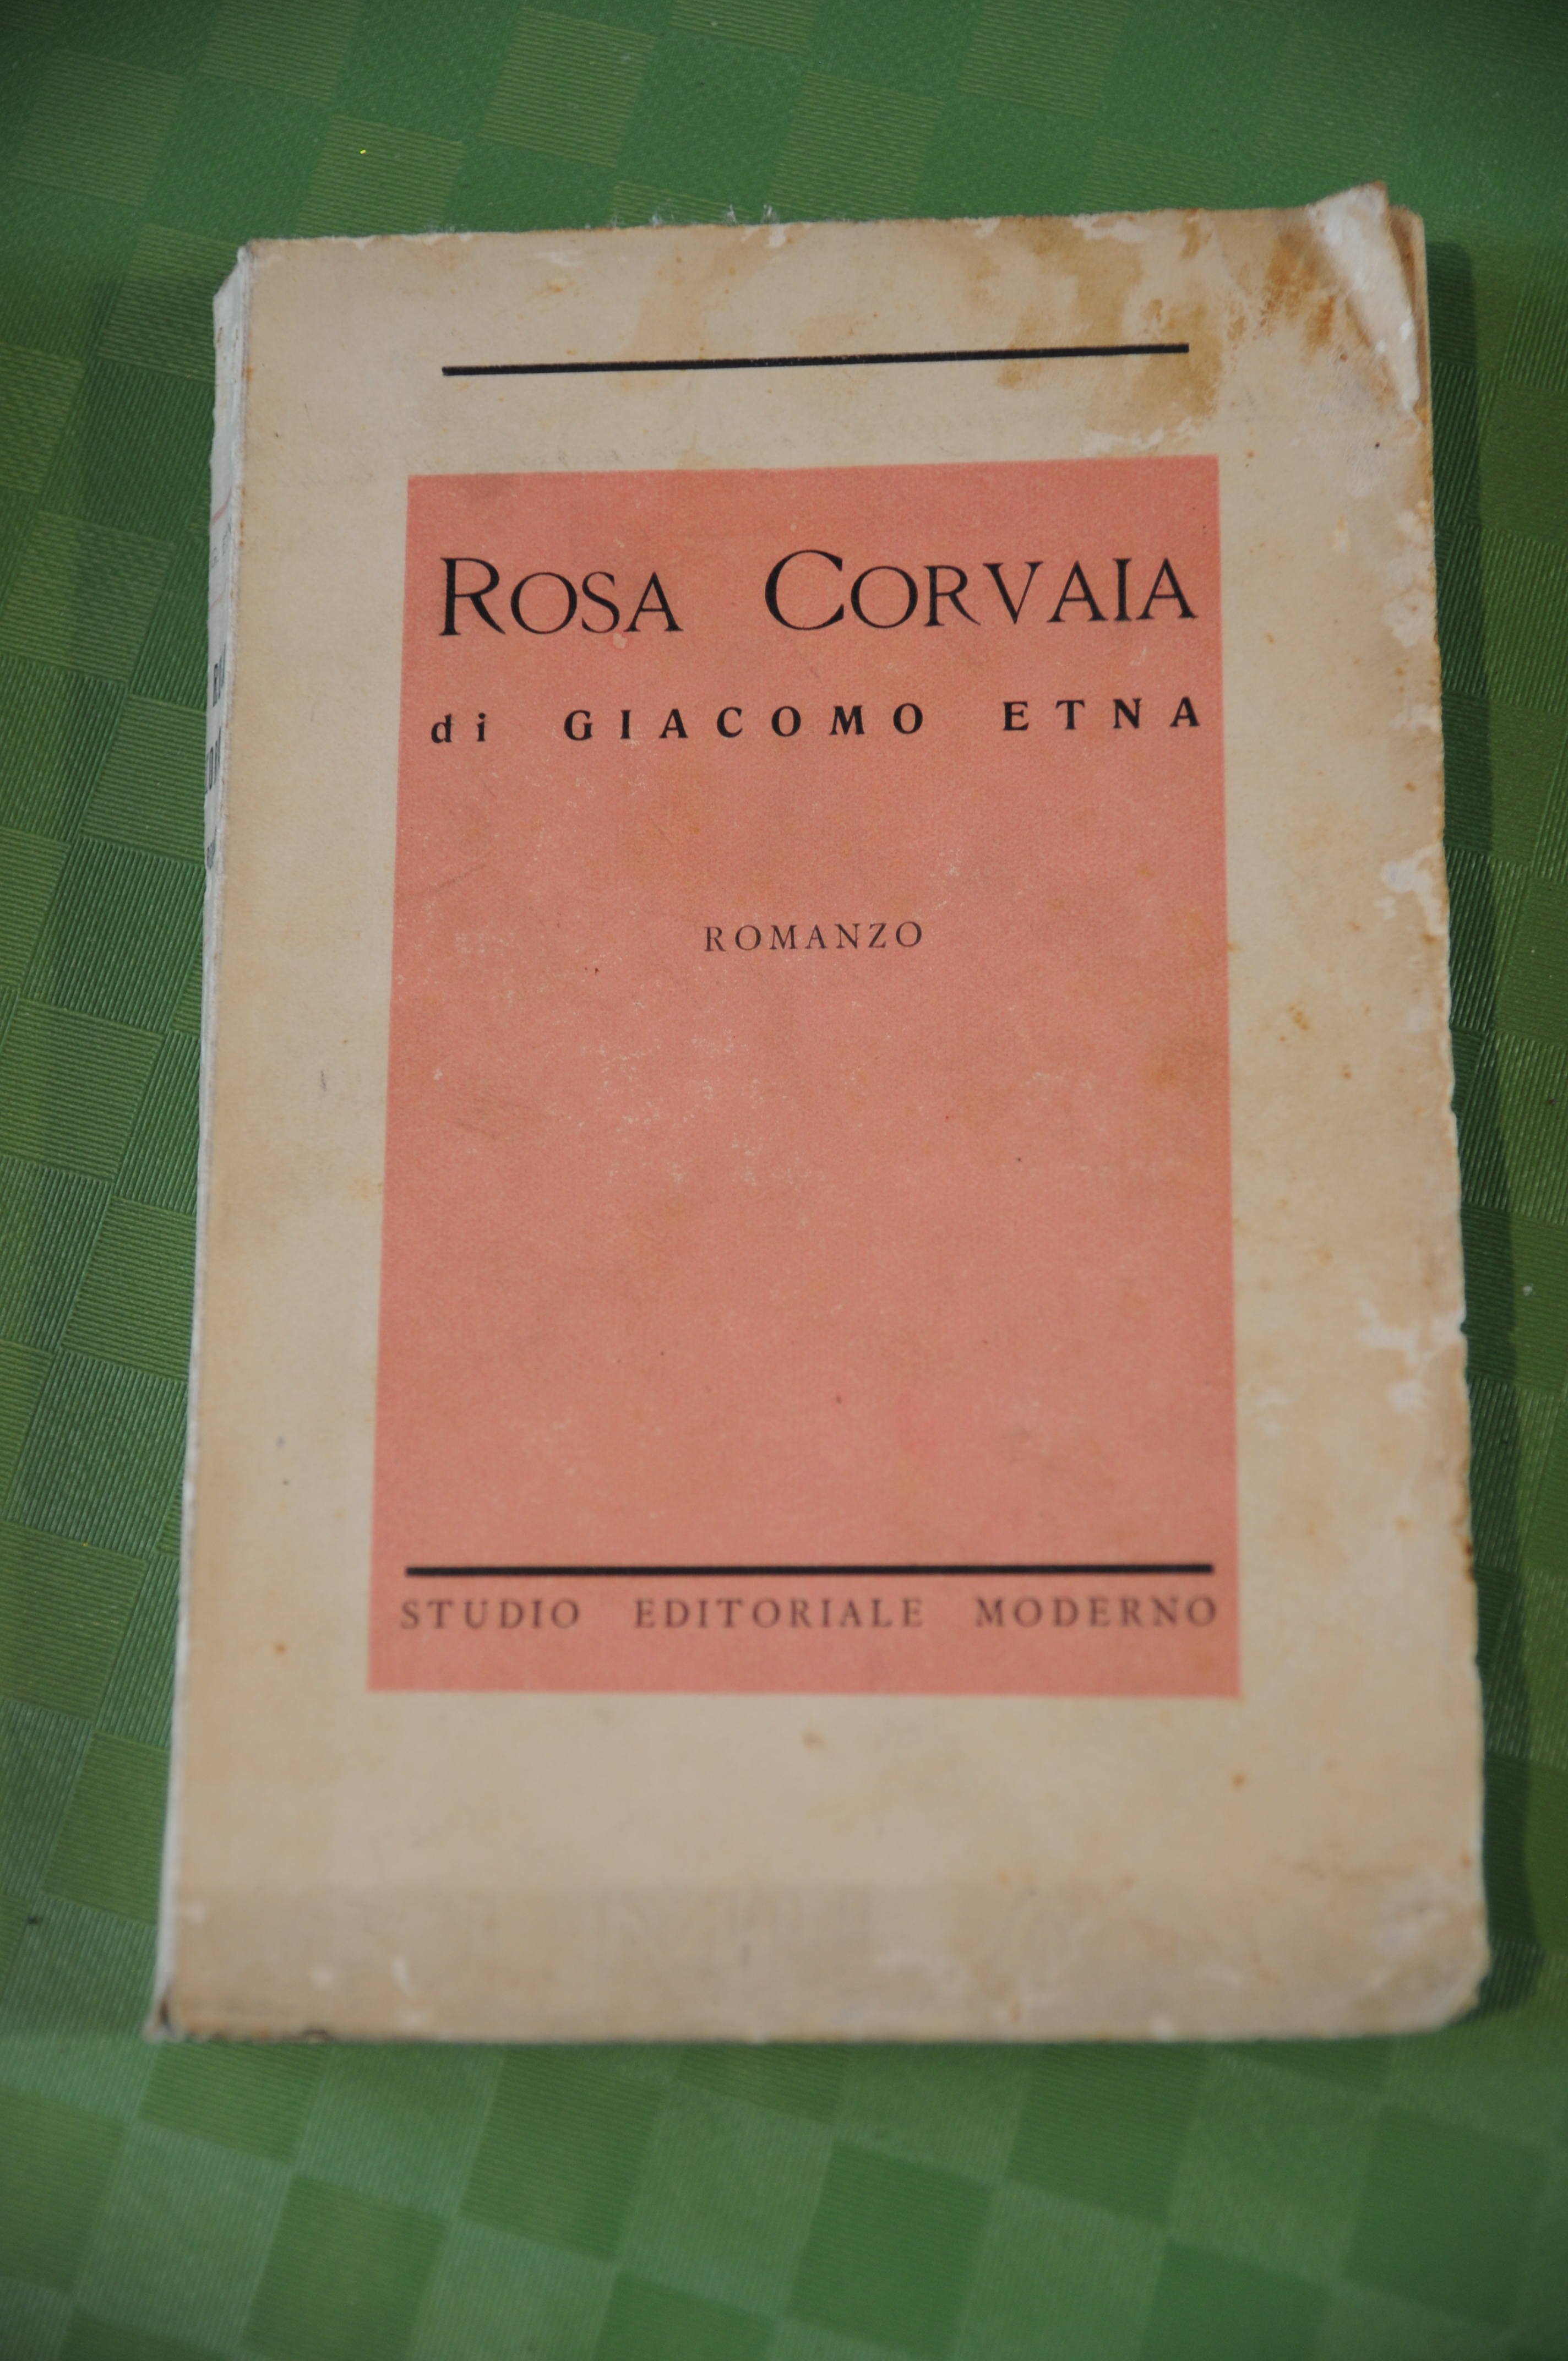 ROSA CORVAIA
di GIACOMO ETNA
ROMANZO
STUDIO EDITORIALE MODERNO